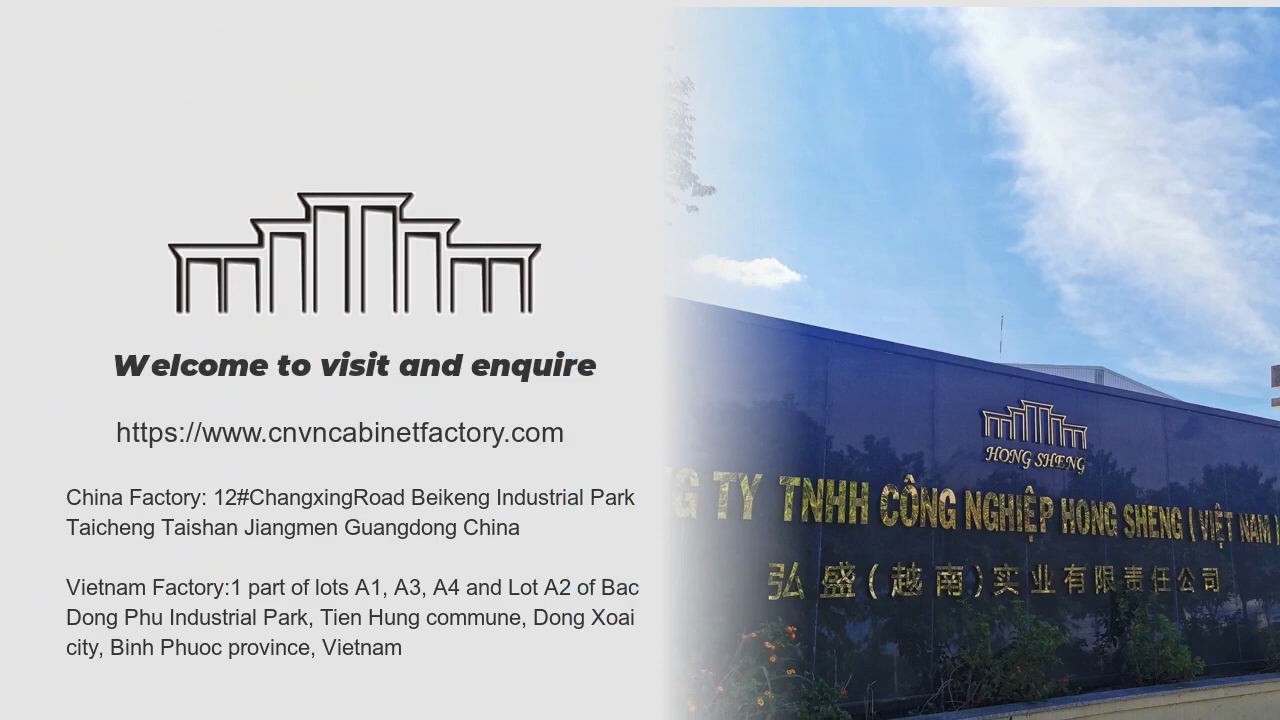 Welcome to visit and enquire
https://www.cnvncabinetfactory.com
China Factory: 12#ChangxingRoad Beikeng Industrial Park
Taicheng Taishan Jiangmen Guangdong China
Vietnam Factory:1 part of lots A1, A3, A4 and Lot A2 of Bac
Dong Phu Industrial Park, Tien Hung commune, Dong Xoai
city, Binh Phuoc province, Vietnam
HONG SHENG
G TY TNHH CÔNG NGHIỆP HONG SHENG ( VIỆT NAM )
弘盛(越南)实业有限责任公司